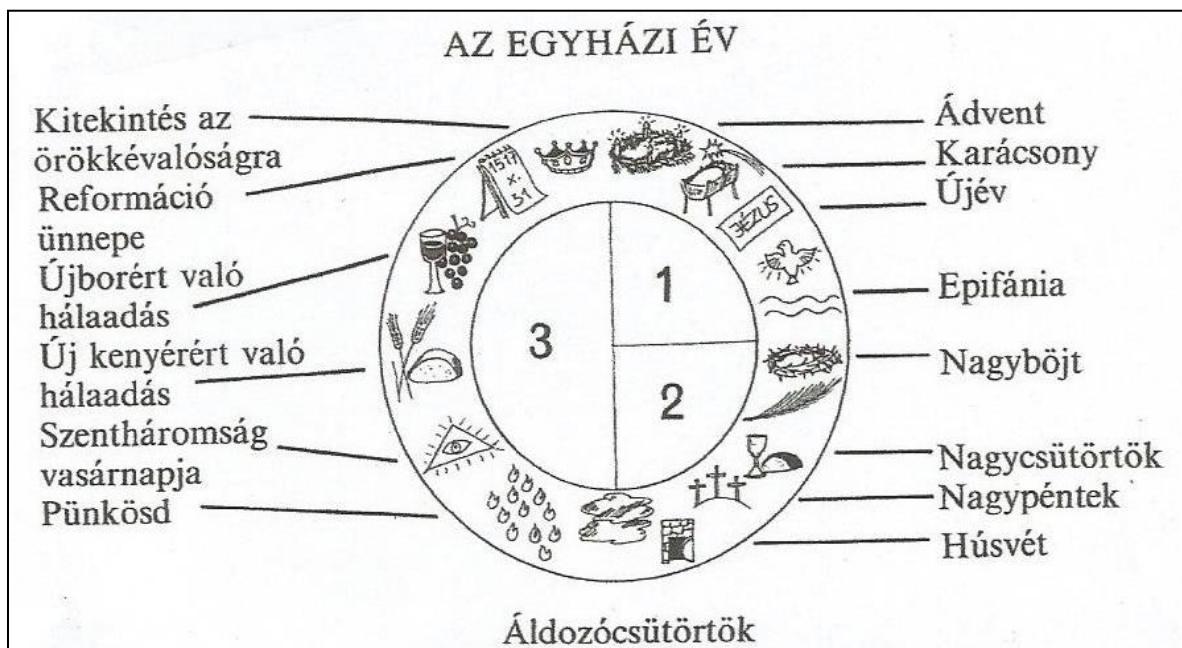 AZ EGYHÁZI ÉV
Kitekintés az
örökkévalóságra
Reformáció
ünnepe
Újborért való
hálaadás
Új kenyérért való
hálaadás
Szentháromság
vasárnapja
Pünkösd
1517
X.
31
JÉZUS
1
2
3
Ádvent
Karácsony
Újév
Epifánia
Nagyböjt
Nagycsütörtök
Nagypéntek
Húsvét
Áldozócsütörtök